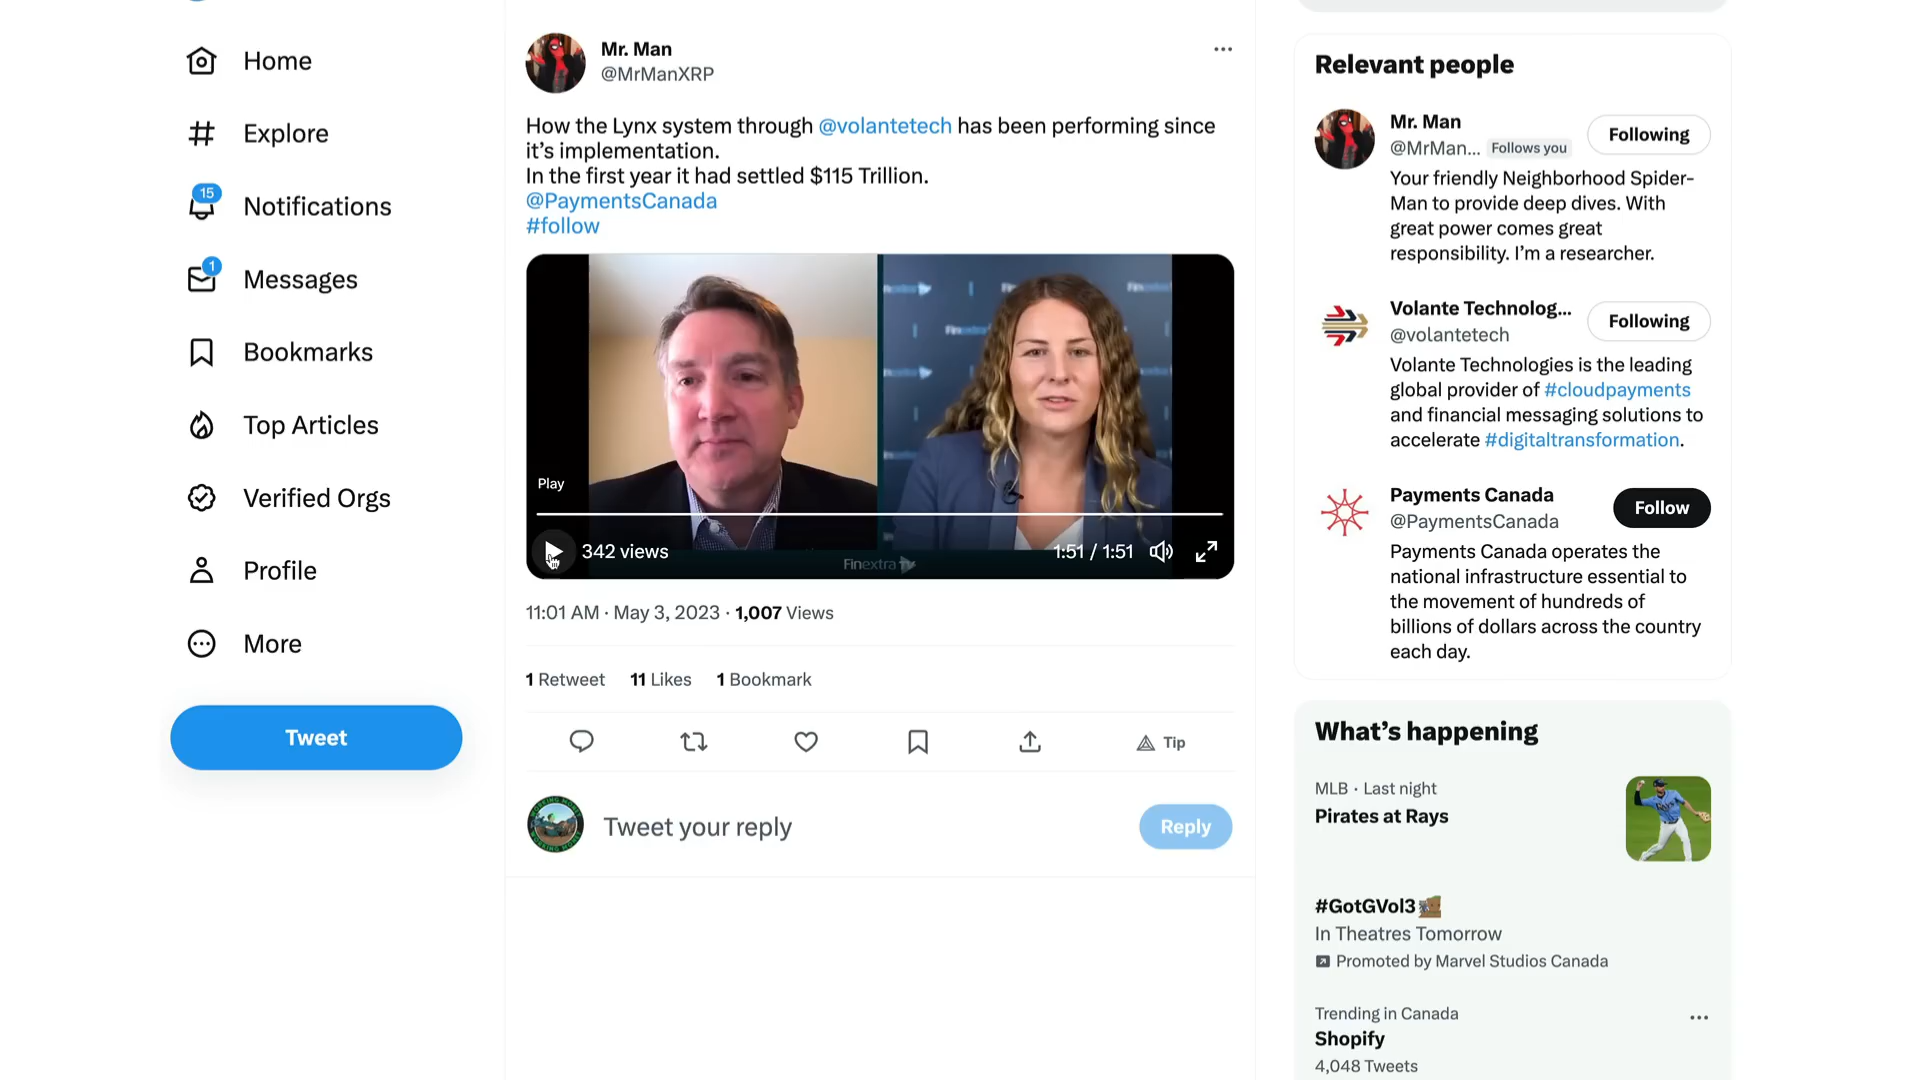 Home
Explore
15
Notifications
1
Messages
Bookmarks
Top Articles
Verified Orgs
Profile
More
Tweet
Mr. Man
@MrManXRP
How the Lynx system through @volantetech has been performing since
it’s implementation.
In the first year it had settled $115 Trillion.
@PaymentsCanada
#follow
Play
342 views
1:51 / 1:51
Finextra tv
11:01 AM · May 3, 2023 · 1,007 Views
1 Retweet 11 Likes 1 Bookmark
Tip
Tweet your reply
Reply
Relevant people
Mr. Man
@MrMan... Follows you
Following
Your friendly Neighborhood Spider-
Man to provide deep dives. With
great power comes great
responsibility. I’m a researcher.
Volante Technolog...
@volantetech
Following
Volante Technologies is the leading
global provider of #cloudpayments
and financial messaging solutions to
accelerate #digitaltransformation.
Payments Canada
@PaymentsCanada
Follow
Payments Canada operates the
national infrastructure essential to
the movement of hundreds of
billions of dollars across the country
each day.
What’s happening
MLB · Last night
Pirates at Rays
#GotGVol3
In Theatres Tomorrow
Promoted by Marvel Studios Canada
Trending in Canada
Shopify
4,048 Tweets